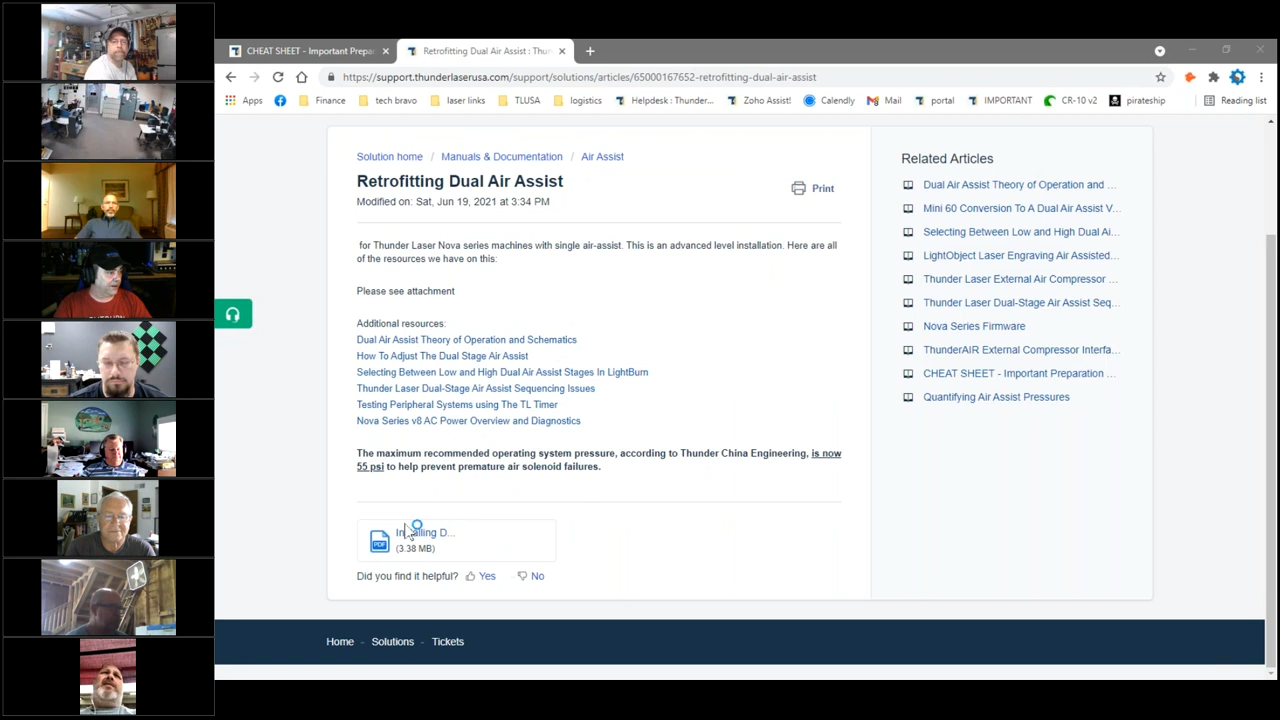 CHEAT SHEET - Important Prepa
Retrofitting Dual Air Assist : Thun
https://support.thunderlaserusa.com/support/solutions/articles/65000167652-retrofitting-dual-air-assist
Apps Finance tech bravo laser links TLUSA logistics Helpdesk : Thunder... Zoho Assist! Calendly Mail portal IMPORTANT CR-10 v2 pirateship Reading list
Solution home / Manuals & Documentation / Air Assist
Retrofitting Dual Air Assist
Print
Modified on: Sat, Jun 19, 2021 at 3:34 PM
for Thunder Laser Nova series machines with single air-assist. This is an advanced level installation. Here are all
of the resources we have on this:
Please see attachment
Additional resources:
Dual Air Assist Theory of Operation and Schematics
How To Adjust The Dual Stage Air Assist
Selecting Between Low and High Dual Air Assist Stages In LightBurn
Thunder Laser Dual-Stage Air Assist Sequencing Issues
Testing Peripheral Systems using The TL Timer
Nova Series v8 AC Power Overview and Diagnostics
The maximum recommended operating system pressure, according to Thunder China Engineering, is now
55 psi to help prevent premature air solenoid failures.
PDF
Installing D...
(3.38 MB)
Did you find it helpful? Yes No
Related Articles
Dual Air Assist Theory of Operation and ...
Mini 60 Conversion To A Dual Air Assist V...
Selecting Between Low and High Dual Ai...
LightObject Laser Engraving Air Assisted...
Thunder Laser External Air Compressor ...
Thunder Laser Dual-Stage Air Assist Seq...
Nova Series Firmware
ThunderAIR External Compressor Interfa...
CHEAT SHEET - Important Preparation ...
Quantifying Air Assist Pressures
Home - Solutions - Tickets